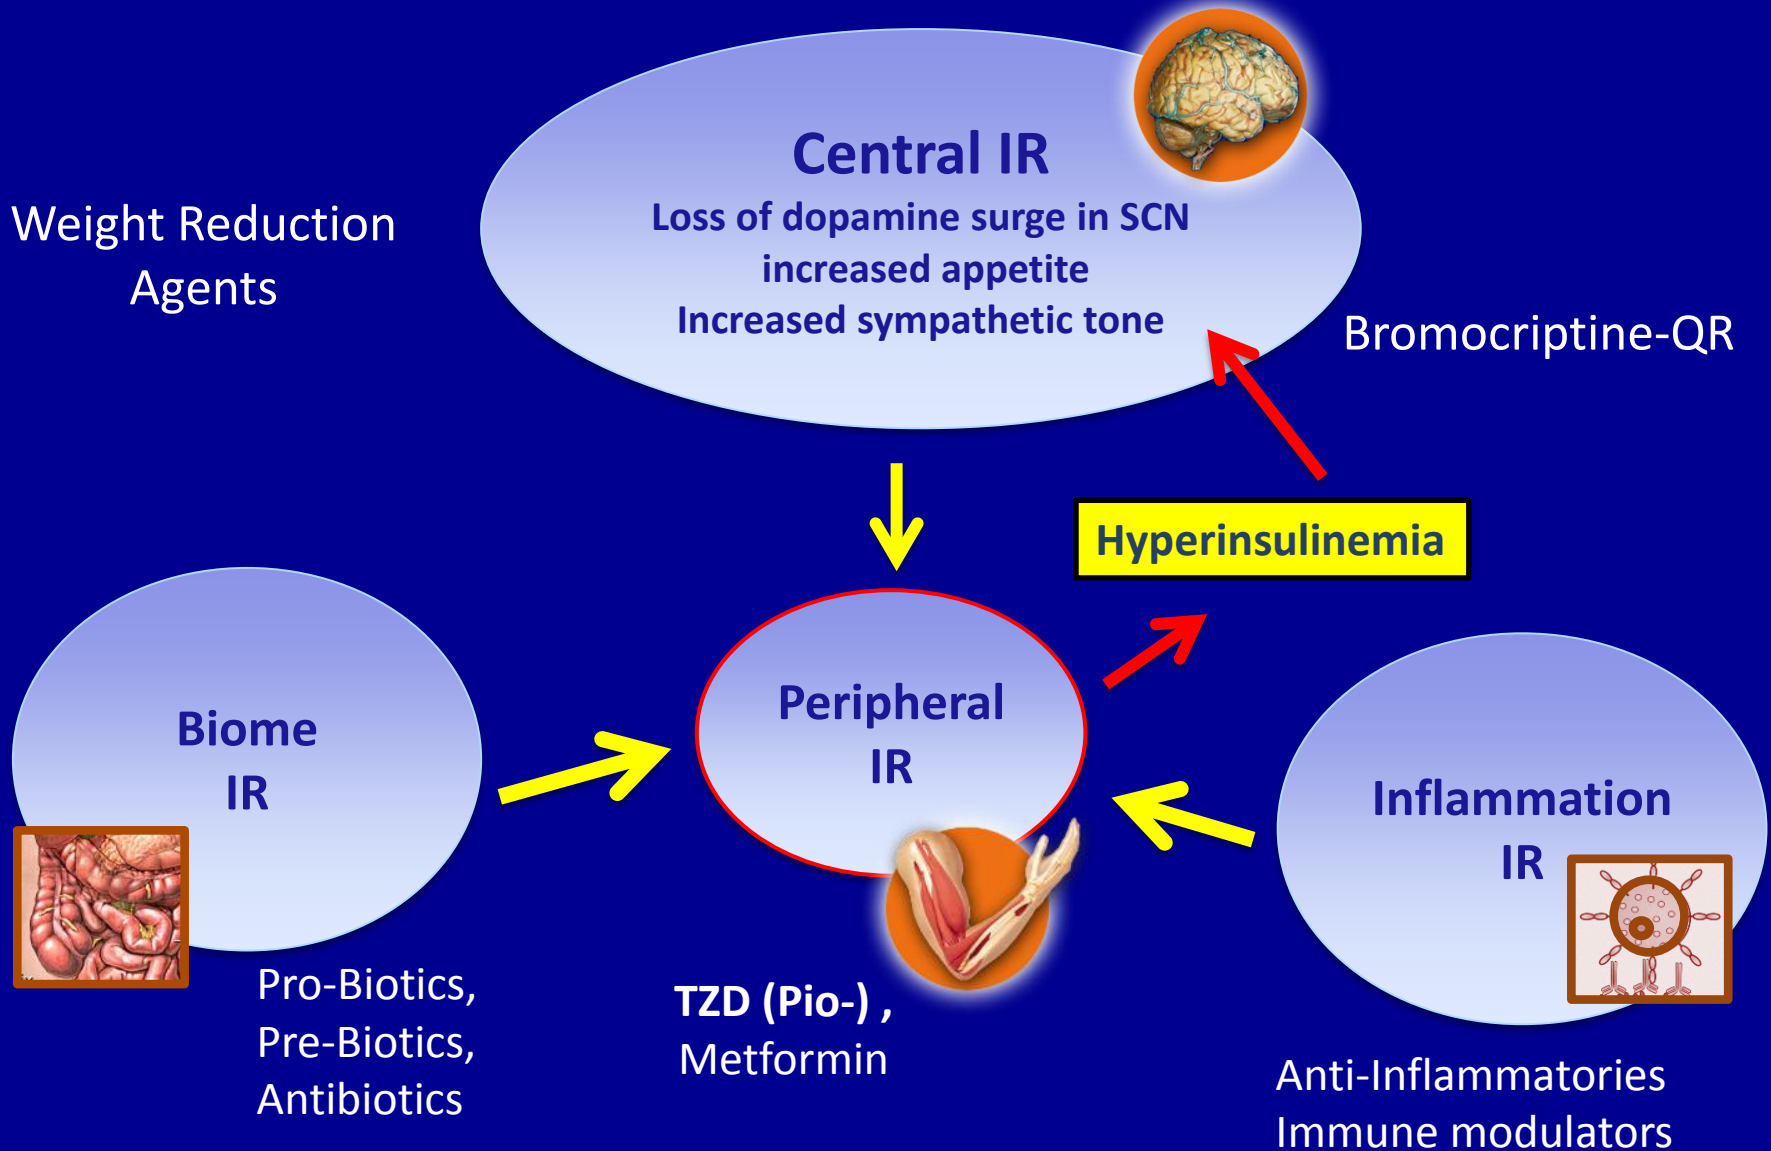 Central IR
Loss of dopamine surge in SCN
increased appetite
Increased sympathetic tone
Weight Reduction
Agents
Bromocriptine-QR
Hyperinsulinemia
Biome
IR
Peripheral
IR
Inflammation
IR
Pro-Biotics,
Pre-Biotics,
Antibiotics
TZD (Pio-) ,
Metformin
Anti-Inflammatories
Immune modulators